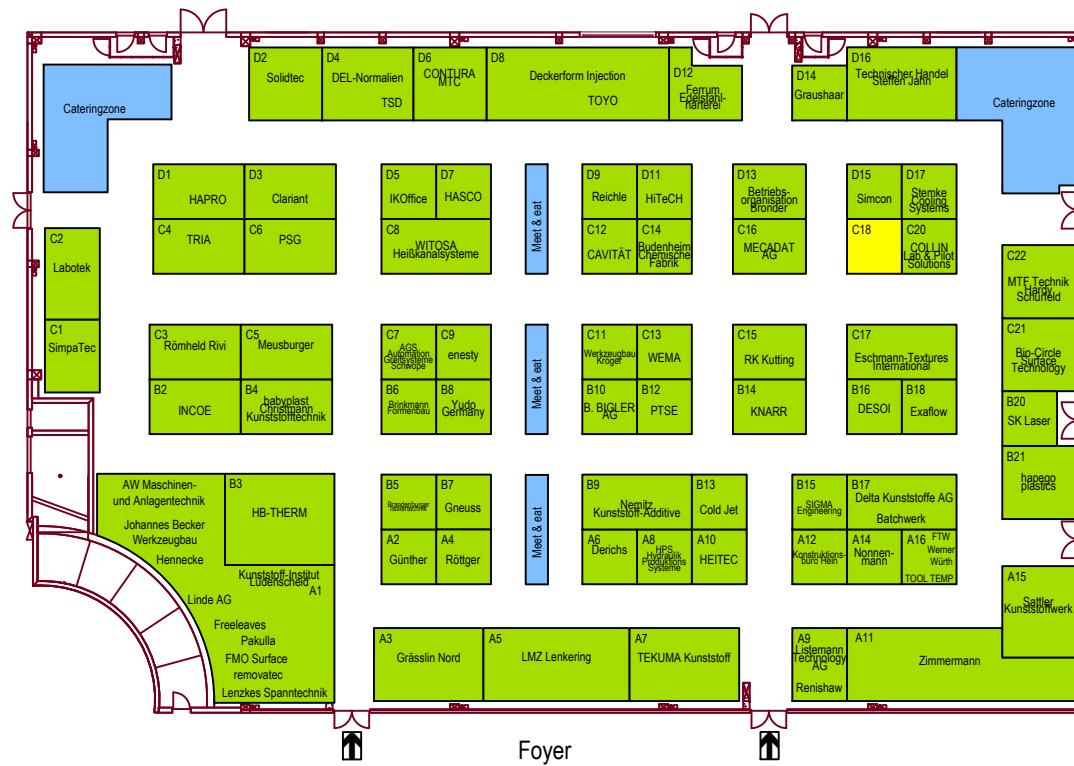 D2
Solidtec
D4
DEL-Normalien
TSD
D6
CONTURA
MTC
D8
Deckerform Injection
TOYO
D12
Ferrum
Edelstahl-
härterei
D14
Graushaar
D16
Technischer Handel
Steffen Jahn
Cateringzone
Cateringzone
D1
HAPRO
D3
Clariant
D5
IKOffice
D7
HASCO
Meet & eat
D9
Reichle
D11
HiTeCH
D13
Betriebs-
organisation
Bronder
D15
Simcon
D17
Stemke
Cooling
Systems
C4
TRIA
C6
PSG
C8
WITOSA
Heißkanalsysteme
C12
CAVITÄT
C14
Budenheim
Chemische
Fabrik
C16
MECADAT
AG
C18
C20
COLLIN
Lab & Pilot
Solutions
C2
Labotek
C1
SimpaTec
C22
MTF Technik
Hardy
Schürfeld
C21
Bio-Circle
Surface
Technology
B20
SK Laser
B21
hapego
plastics
C3
Römheld Rivi
C5
Meusburger
C7
AGS
Automation
Greifsysteme
Schwope
C9
enesty
Meet & eat
C11
Werkzeugbau
Kröger
C13
WEMA
C15
RK Kutting
C17
Eschmann-Textures
International
B2
INCOE
B4
babyplast
Christmann
Kunststofftechnik
B6
Brinkmann
Formenbau
B8
Yudo
Germany
B10
B. BIGLER
AG
B12
PTSE
B14
KNARR
B16
DESOI
B18
Exaflow
AW Maschinen-
und Anlagentechnik
Johannes Becker
Werkzeugbau
Hennecke
B3
HB-THERM
Kunststoff-Institut
Lüdenscheid
A1
Linde AG
Freeleaves
Pakulla
FMO Surface
removatec
Lenzkes Spanntechnik
B5
Brandenburger
Isoliertechnik
B7
Gneuss
Meet & eat
B9
Nemitz
Kunststoff-Additive
B13
Cold Jet
B15
SIGMA
Engineering
B17
Delta Kunststoffe AG
Batchwerk
A2
Günther
A4
Röttger
A6
Derichs
A8
HPS
Hydraulik
Produktions
Systeme
A10
HEITEC
A12
Konstruktions-
büro Hein
A14
Nonnen-
mann
A16
FTW
Werner
Würth
TOOL TEMP
A15
Sattler
Kunststoffwerk
A3
Grässlin Nord
A5
LMZ Lenkering
A7
TEKUMA Kunststoff
A9
Listemann
Technology
AG
Renishaw
A11
Zimmermann
Foyer